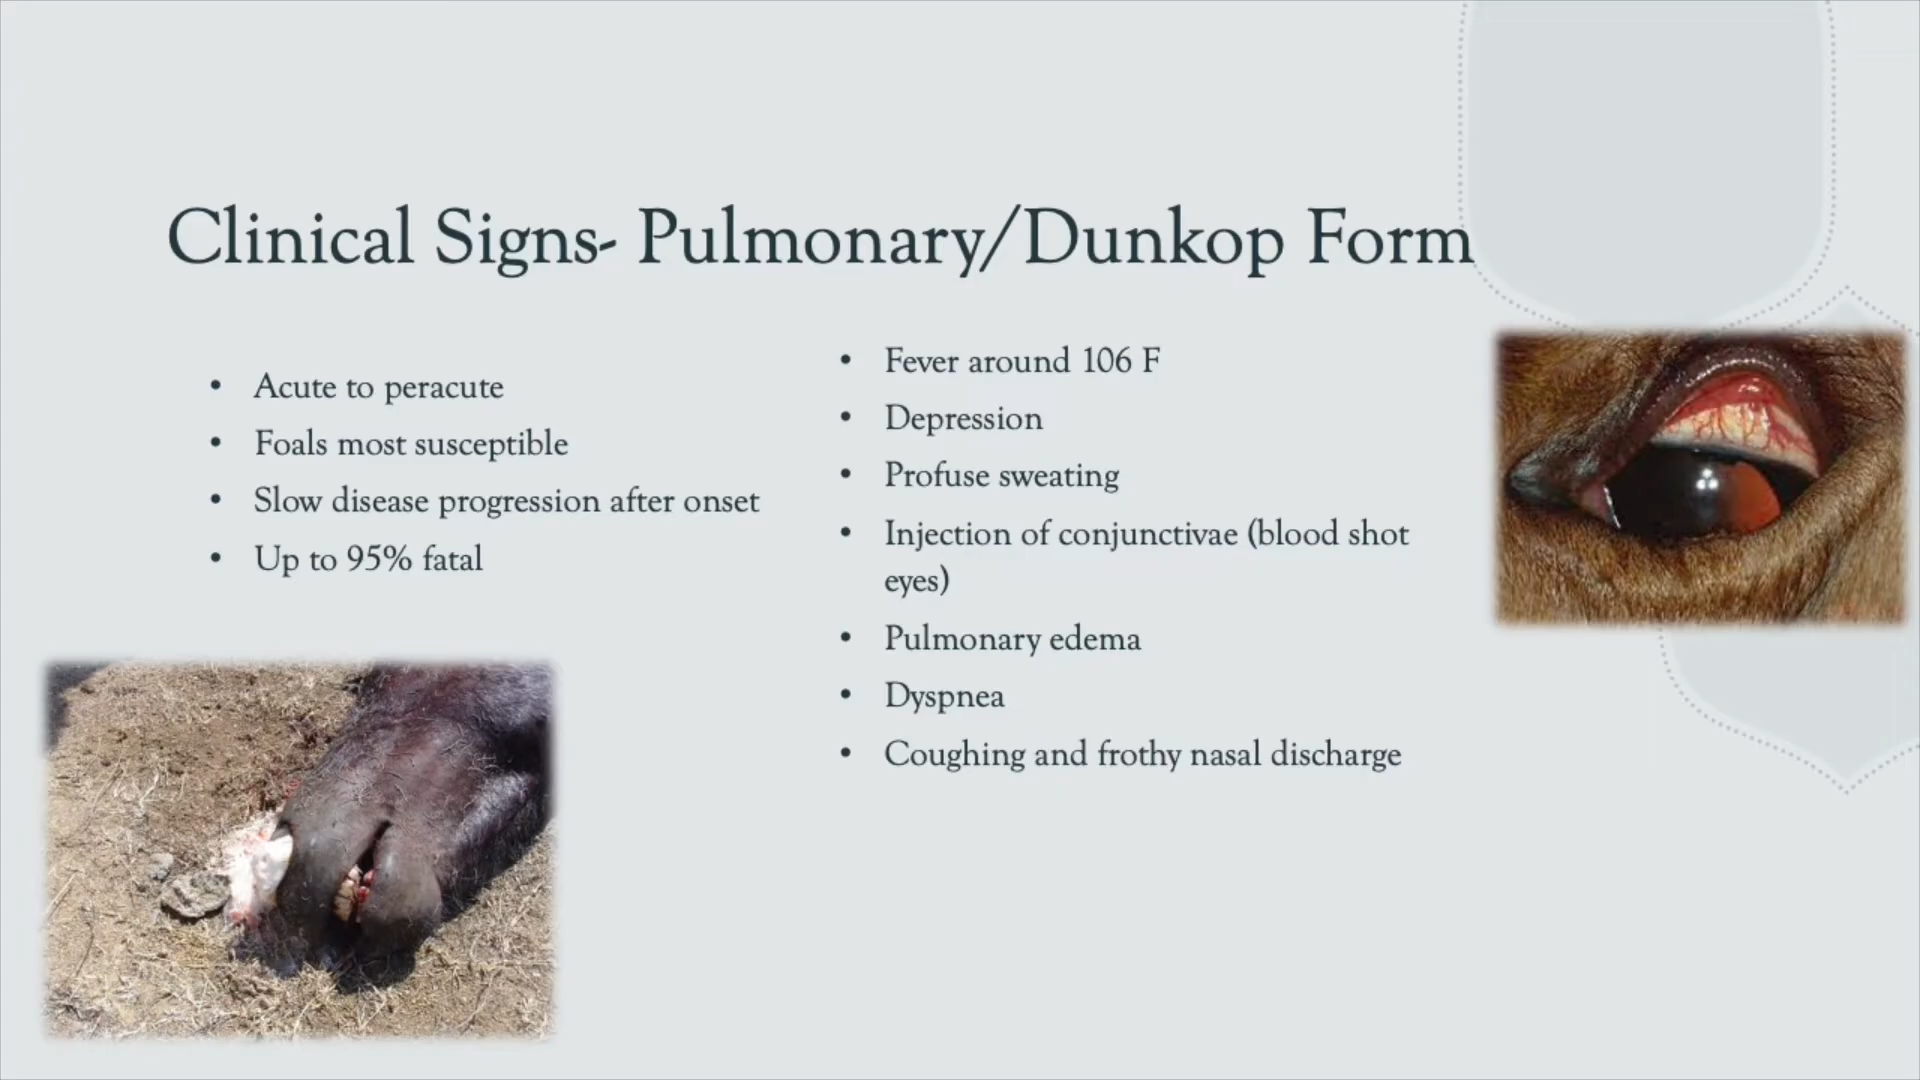 Clinical Signs- Pulmonary/Dunkop Form
• Acute to peracute
• Foals most susceptible
• Slow disease progression after onset
• Up to 95% fatal
• Fever around 106 F
• Depression
• Profuse sweating
• Injection of conjunctivae (blood shot
eyes)
• Pulmonary edema
• Dyspnea
• Coughing and frothy nasal discharge